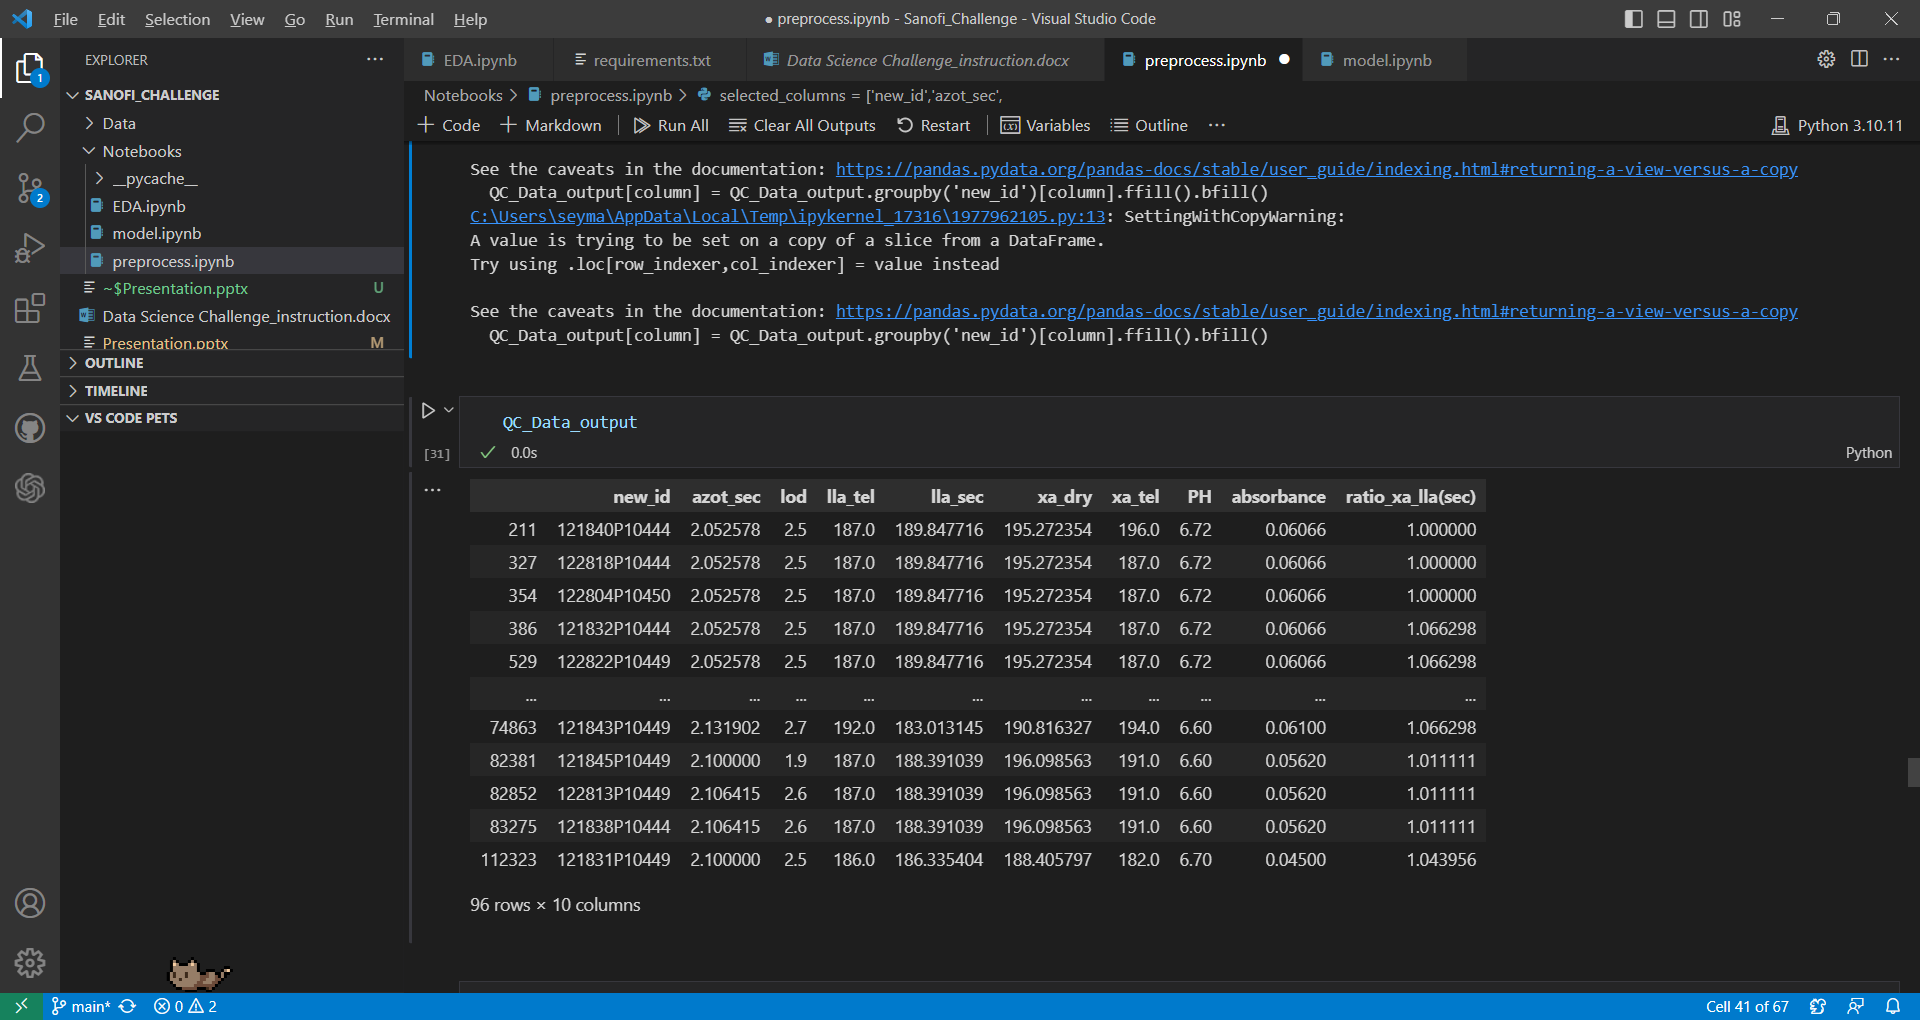 File Edit Selection View Go Run Terminal Help
● preprocess.ipynb - Sanofi_Challenge - Visual Studio Code
EXPLORER
EDA.ipynb requirements.txt Data Science Challenge_instruction.docx preprocess.ipynb model.ipynb
SANOFI_CHALLENGE
Data
Notebooks
__pycache__
EDA.ipynb
model.ipynb
preprocess.ipynb
~$Presentation.pptx U
Data Science Challenge_instruction.docx
Presentation.pptx M
OUTLINE
TIMELINE
VS CODE PETS
1
2
Notebooks > preprocess.ipynb > selected_columns = ['new_id','azot_sec',
+ Code + Markdown Run All Clear All Outputs Restart Variables Outline ...
Python 3.10.11
See the caveats in the documentation: https://pandas.pydata.org/pandas-docs/stable/user_guide/indexing.html#returning-a-view-versus-a-copy
QC_Data_output[column] = QC_Data_output.groupby('new_id')[column].ffill().bfill()
C:\Users\seyma\AppData\Local\Temp\ipykernel_17316\1977962105.py:13: SettingWithCopyWarning:
A value is trying to be set on a copy of a slice from a DataFrame.
Try using .loc[row_indexer,col_indexer] = value instead
See the caveats in the documentation: https://pandas.pydata.org/pandas-docs/stable/user_guide/indexing.html#returning-a-view-versus-a-copy
QC_Data_output[column] = QC_Data_output.groupby('new_id')[column].ffill().bfill()
QC_Data_output
[31] 0.0s Python
new_id azot_sec lod lla_tel lla_sec xa_dry xa_tel PH absorbance ratio_xa_lla(sec)
211 121840P10444 2.052578 2.5 187.0 189.847716 195.272354 196.0 6.72 0.06066 1.000000
327 122818P10444 2.052578 2.5 187.0 189.847716 195.272354 187.0 6.72 0.06066 1.000000
354 122804P10450 2.052578 2.5 187.0 189.847716 195.272354 187.0 6.72 0.06066 1.000000
386 121832P10444 2.052578 2.5 187.0 189.847716 195.272354 187.0 6.72 0.06066 1.066298
529 122822P10449 2.052578 2.5 187.0 189.847716 195.272354 187.0 6.72 0.06066 1.066298
... ... ... ... ... ... ... ... ... ... ...
74863 121843P10449 2.131902 2.7 192.0 183.013145 190.816327 194.0 6.60 0.06100 1.066298
82381 121845P10449 2.100000 1.9 187.0 188.391039 196.098563 191.0 6.60 0.05620 1.011111
82852 122813P10449 2.106415 2.6 187.0 188.391039 196.098563 191.0 6.60 0.05620 1.011111
83275 121838P10444 2.106415 2.6 187.0 188.391039 196.098563 191.0 6.60 0.05620 1.011111
112323 121831P10449 2.100000 2.5 186.0 186.335404 188.405797 182.0 6.70 0.04500 1.043956
96 rows × 10 columns
main* 0 2 Cell 41 of 67